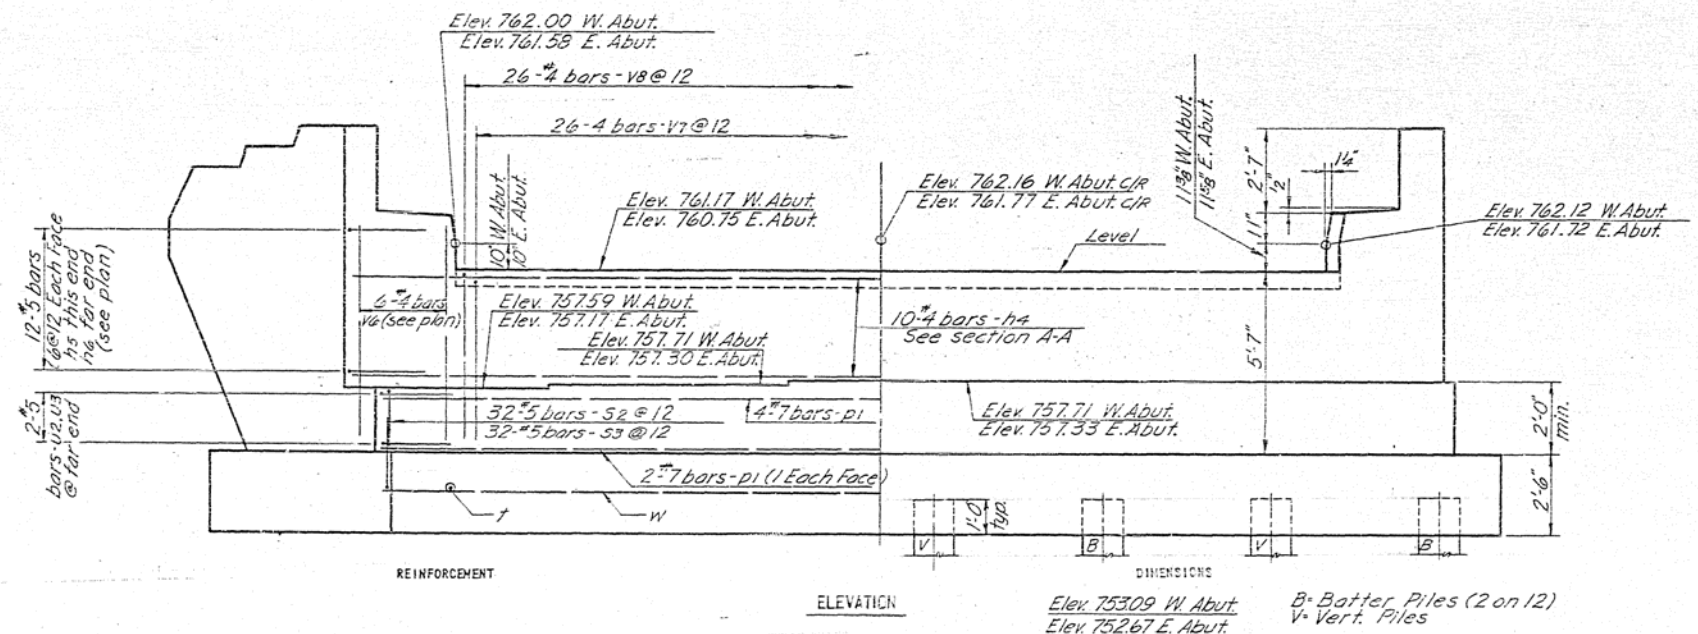 Elev. 762.00 W. Abut.
Elev. 761.58 E. Abut.
26-#4 bars-V8@12
26-4 bars-V7@12
10" W. Abut.
10" E. Abut.
Elev. 761.17 W. Abut.
Elev. 760.75 E. Abut.
Elev. 762.16 W. Abut. c/R
Elev. 761.77 E. Abut. c/R
11 3/8" W. Abut.
11 5/8" E. Abut.
2'-7"
1/2"
1 1/4"
11"
Elev. 762.12 W. Abut.
Elev. 761.72 E. Abut.
Level
12-#5 bars
(6@12 Each Face
h5 this end
h6 far end
(see plan)
6-#4 bars
V6 (see plan)
Elev. 757.59 W. Abut.
Elev. 757.17 E. Abut.
Elev. 757.71 W. Abut.
Elev. 757.30 E. Abut.
10-#4 bars-h4
See section A-A
5'-7"
2-#5
bars-U2,U3
@ far end
32-#5 bars-S2@12
32-#5 bars-S3@12
4-#7 bars-p1
Elev. 757.71 W. Abut.
Elev. 757.33 E. Abut.
2'-0"
min.
2-#7 bars-p1 (1 Each Face)
t
w
1'-0
typ.
2'-6"
V
B
V
B
REINFORCEMENT
DIMENSIONS
ELEVATION
Elev. 753.09 W. Abut.
Elev. 752.67 E. Abut.
B= Batter Piles (2 on 12)
V= Vert. Piles